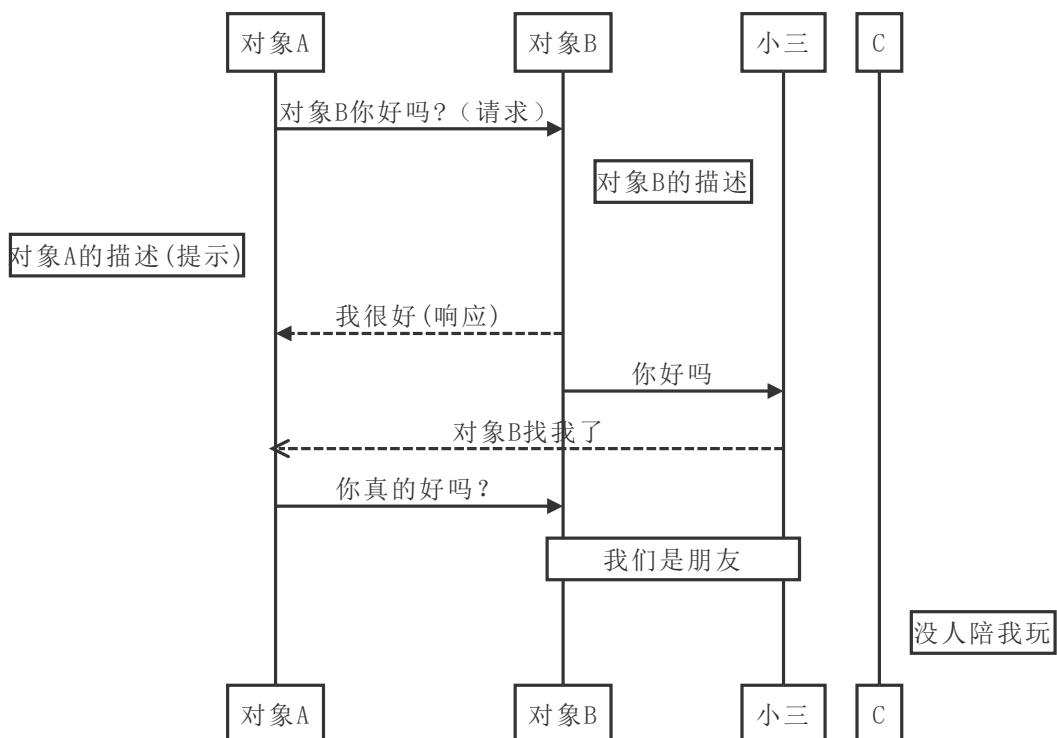 对象A
对象B
小三
C
对象B你好吗?（请求）
对象B的描述
对象A的描述(提示)
我很好(响应)
你好吗
对象B找我了
你真的好吗？
我们是朋友
没人陪我玩
对象A
对象B
小三
C